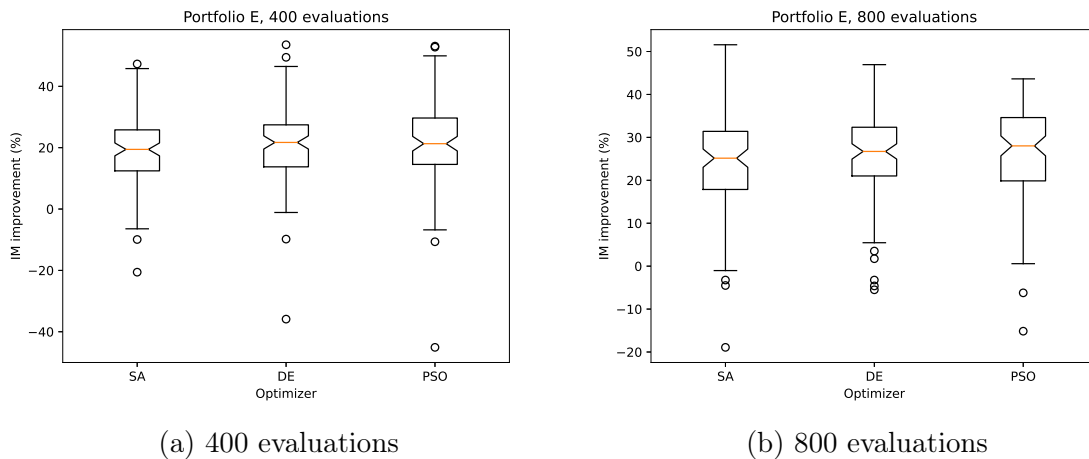 Portfolio E, 400 evaluations
IM improvement (%)
40
20
0
−20
−40
SA
DE
PSO
Optimizer
(a) 400 evaluations
Portfolio E, 800 evaluations
IM improvement (%)
50
40
30
20
10
0
−10
−20
SA
DE
PSO
Optimizer
(b) 800 evaluations